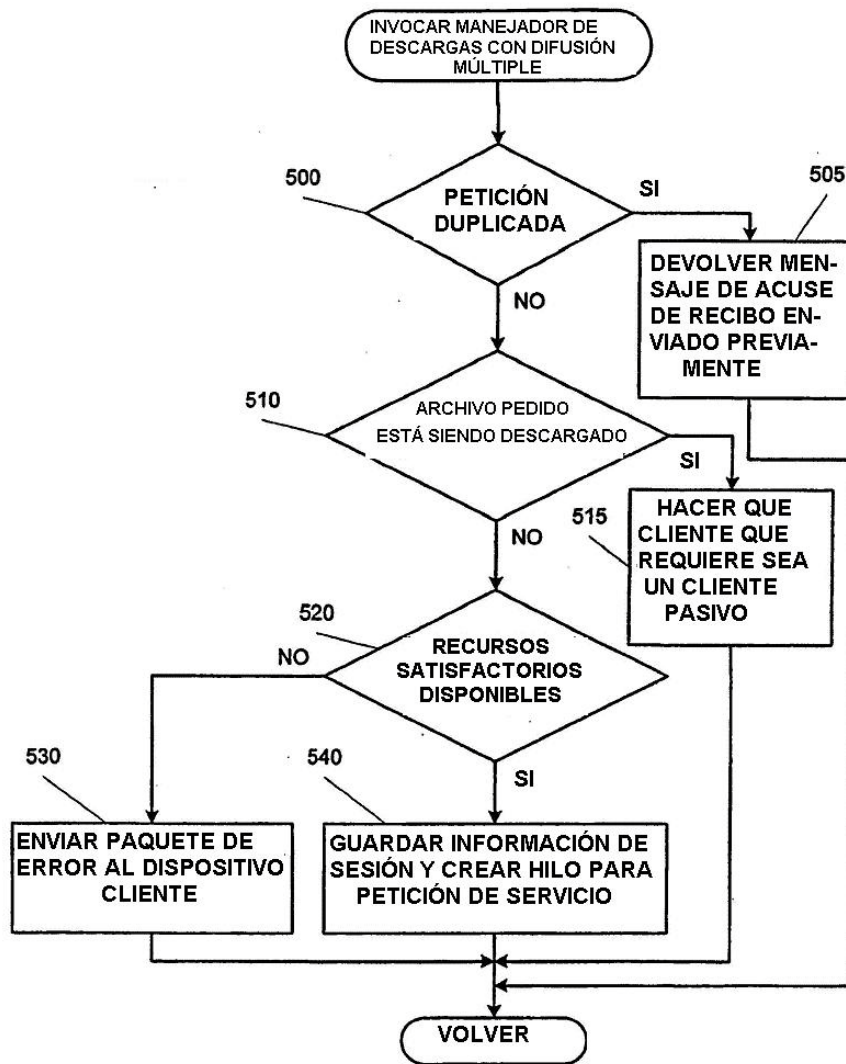 INVOCAR MANEJADOR DE
DESCARGAS CON DIFUSIÓN
MÚLTIPLE
500
PETICIÓN
DUPLICADA
SI
505
DEVOLVER MEN-
SAJE DE ACUSE
DE RECIBO EN-
VIADO PREVIA-
MENTE
NO
510
ARCHIVO PEDIDO
ESTÁ SIENDO DESCARGADO
SI
515
HACER QUE
CLIENTE QUE
REQUIERE SEA
UN CLIENTE
PASIVO
NO
520
RECURSOS
SATISFACTORIOS
DISPONIBLES
NO
SI
530
ENVIAR PAQUETE DE
ERROR AL DISPOSITIVO
CLIENTE
540
GUARDAR INFORMACIÓN DE
SESIÓN Y CREAR HILO PARA
PETICIÓN DE SERVICIO
VOLVER